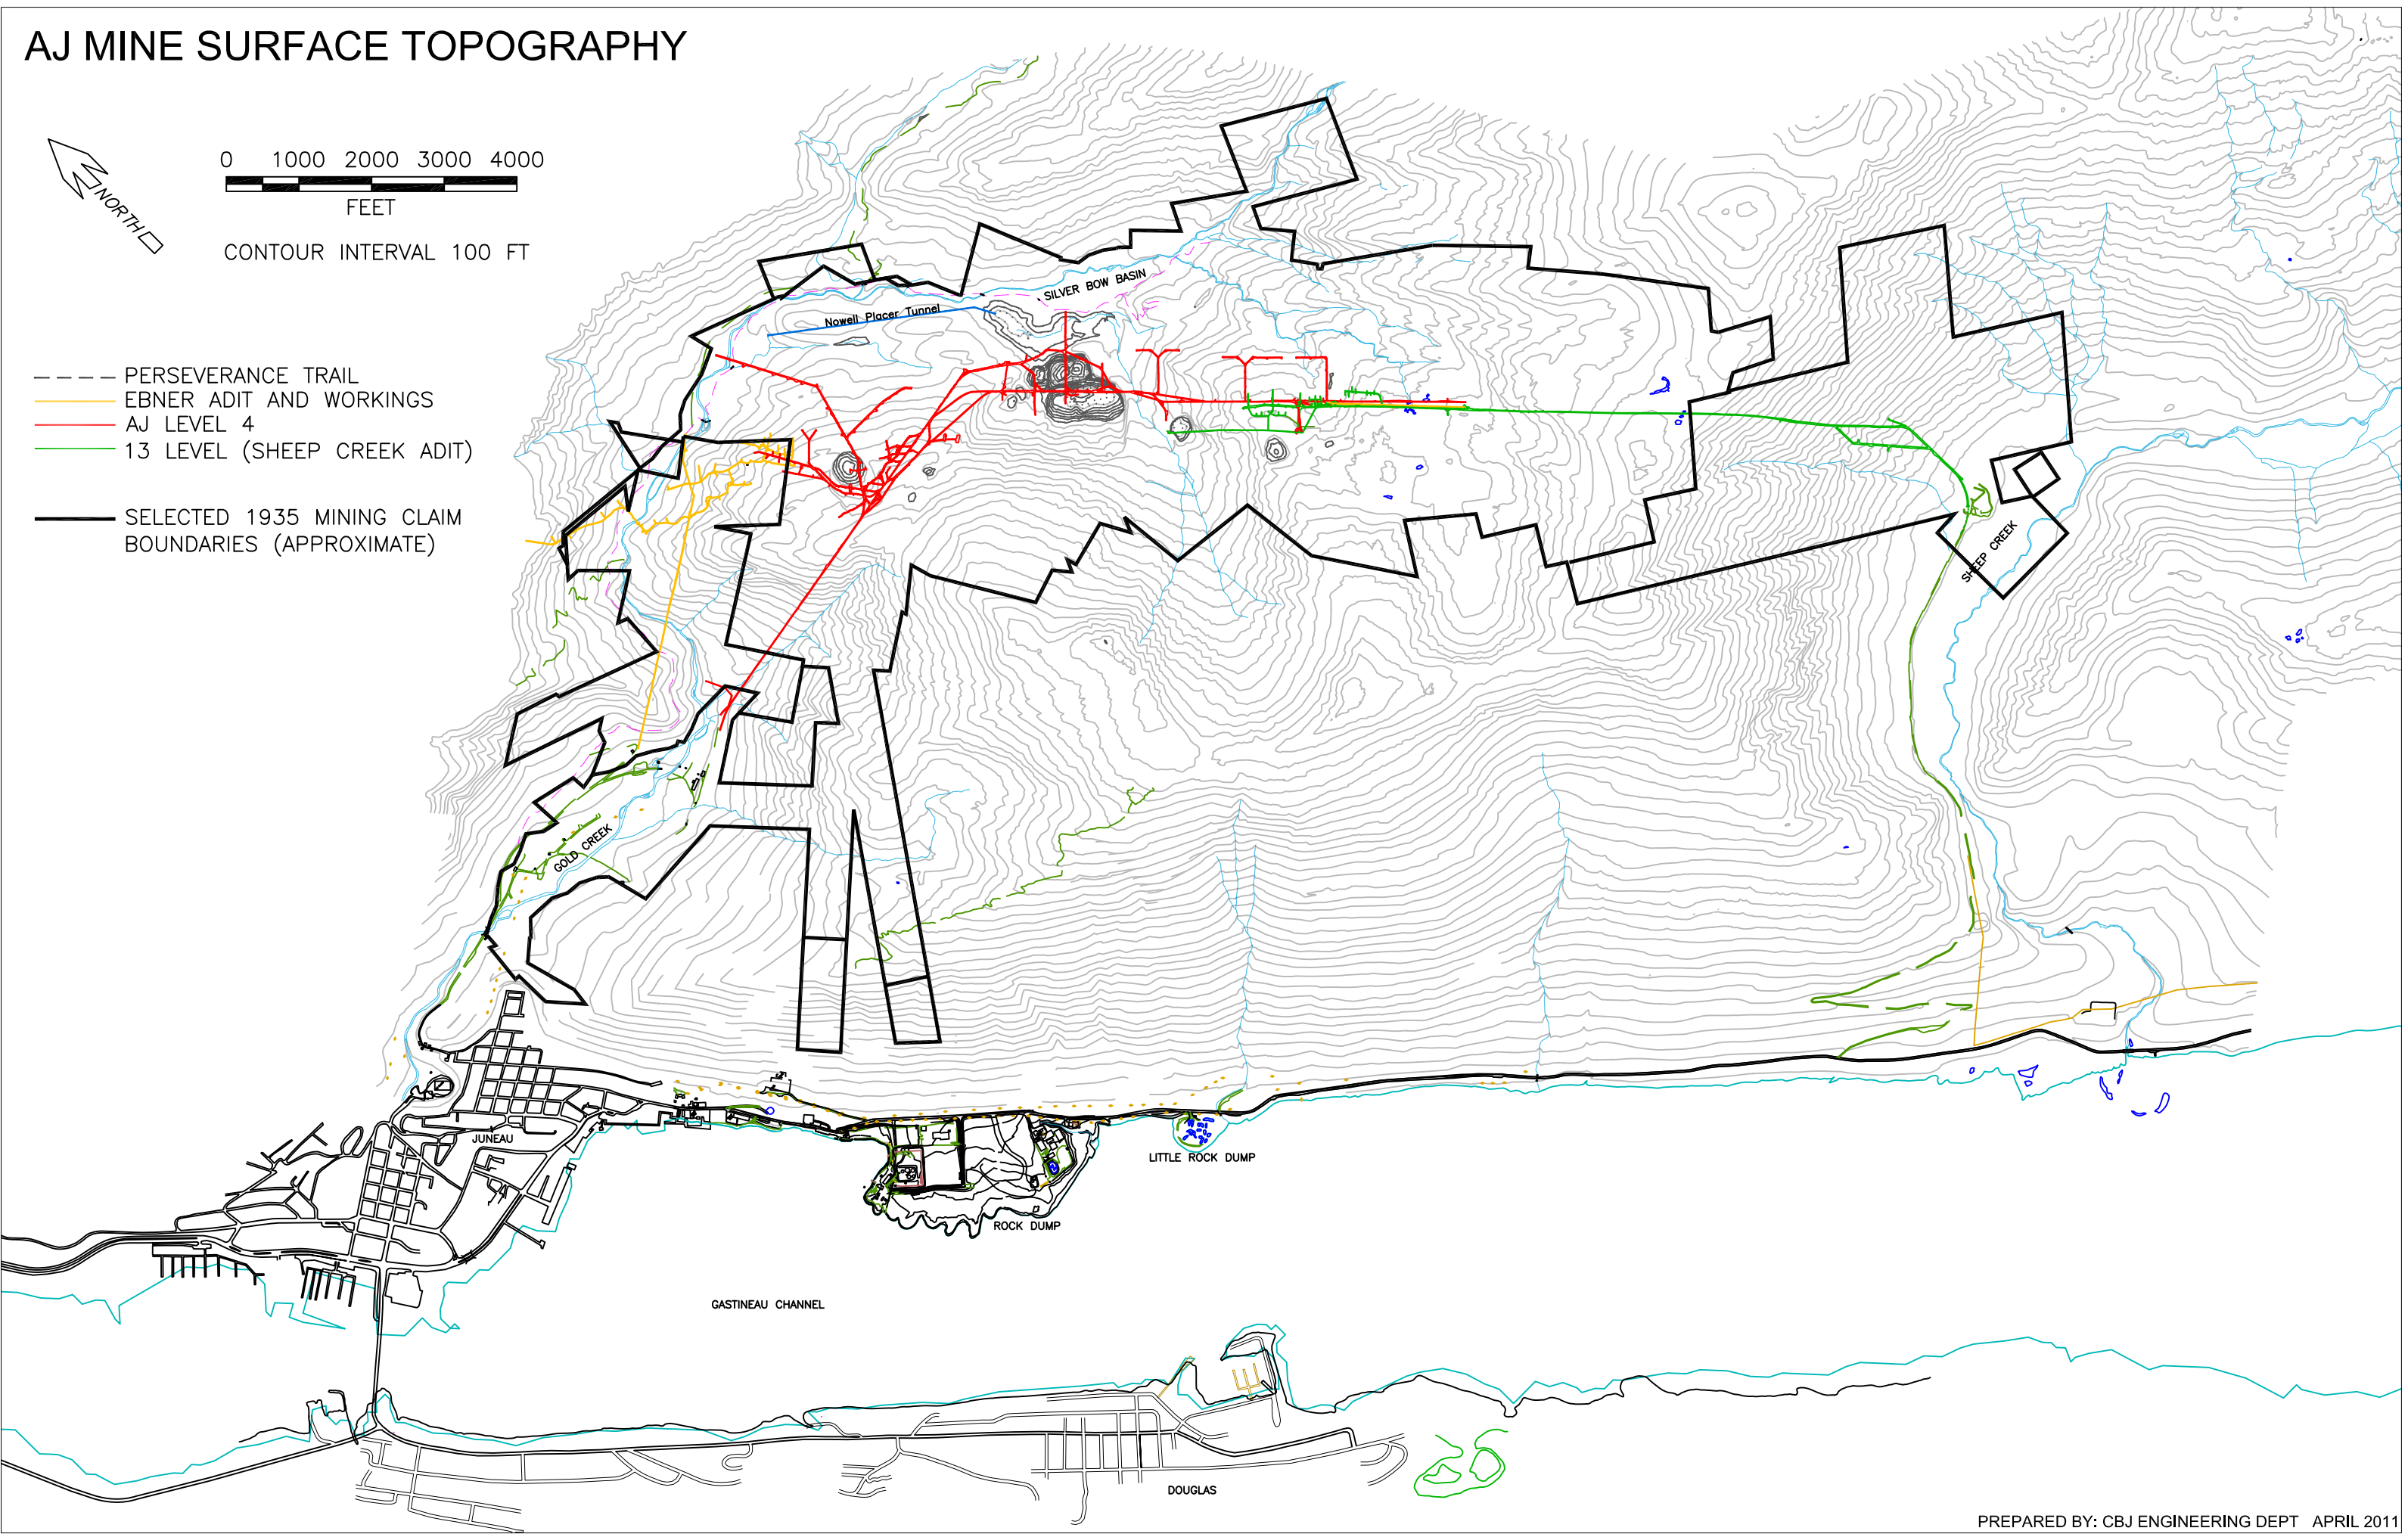 AJ MINE SURFACE TOPOGRAPHY
NORTH
0 1000 2000 3000 4000
FEET
CONTOUR INTERVAL 100 FT
PERSEVERANCE TRAIL
EBNER ADIT AND WORKINGS
AJ LEVEL 4
13 LEVEL (SHEEP CREEK ADIT)
SELECTED 1935 MINING CLAIM
BOUNDARIES (APPROXIMATE)
SILVER BOW BASIN
Nowell Placer Tunnel
SHEEP CREEK
GOLD CREEK
JUNEAU
LITTLE ROCK DUMP
ROCK DUMP
GASTINEAU CHANNEL
DOUGLAS
PREPARED BY: CBJ ENGINEERING DEPT APRIL 2011